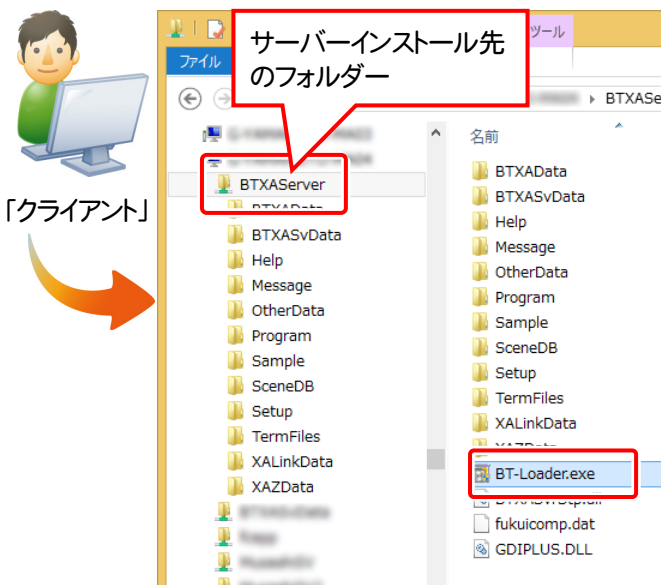 サーバーインストール先
のフォルダー
ツール
ファイル
BTXASe
「クライアント」
BTXAServer
BTXAData
BTXASvData
Help
Message
OtherData
Program
Sample
SceneDB
Setup
TermFiles
XALinkData
XAZData
名前
BTXAData
BTXASvData
Help
Message
OtherData
Program
Sample
SceneDB
Setup
TermFiles
XALinkData
XAZData
BT-Loader.exe
fukuicomp.dat
GDIPLUS.DLL